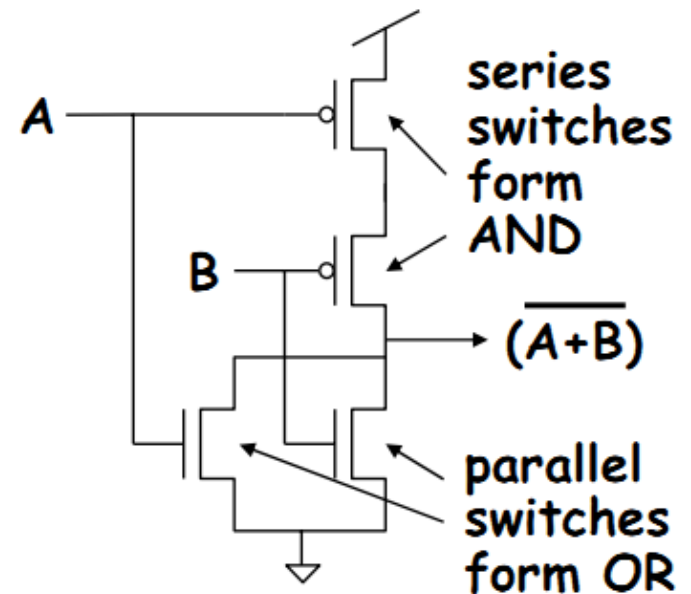 series
switches
form
AND
A
B
(A+B)
parallel
switches
form OR